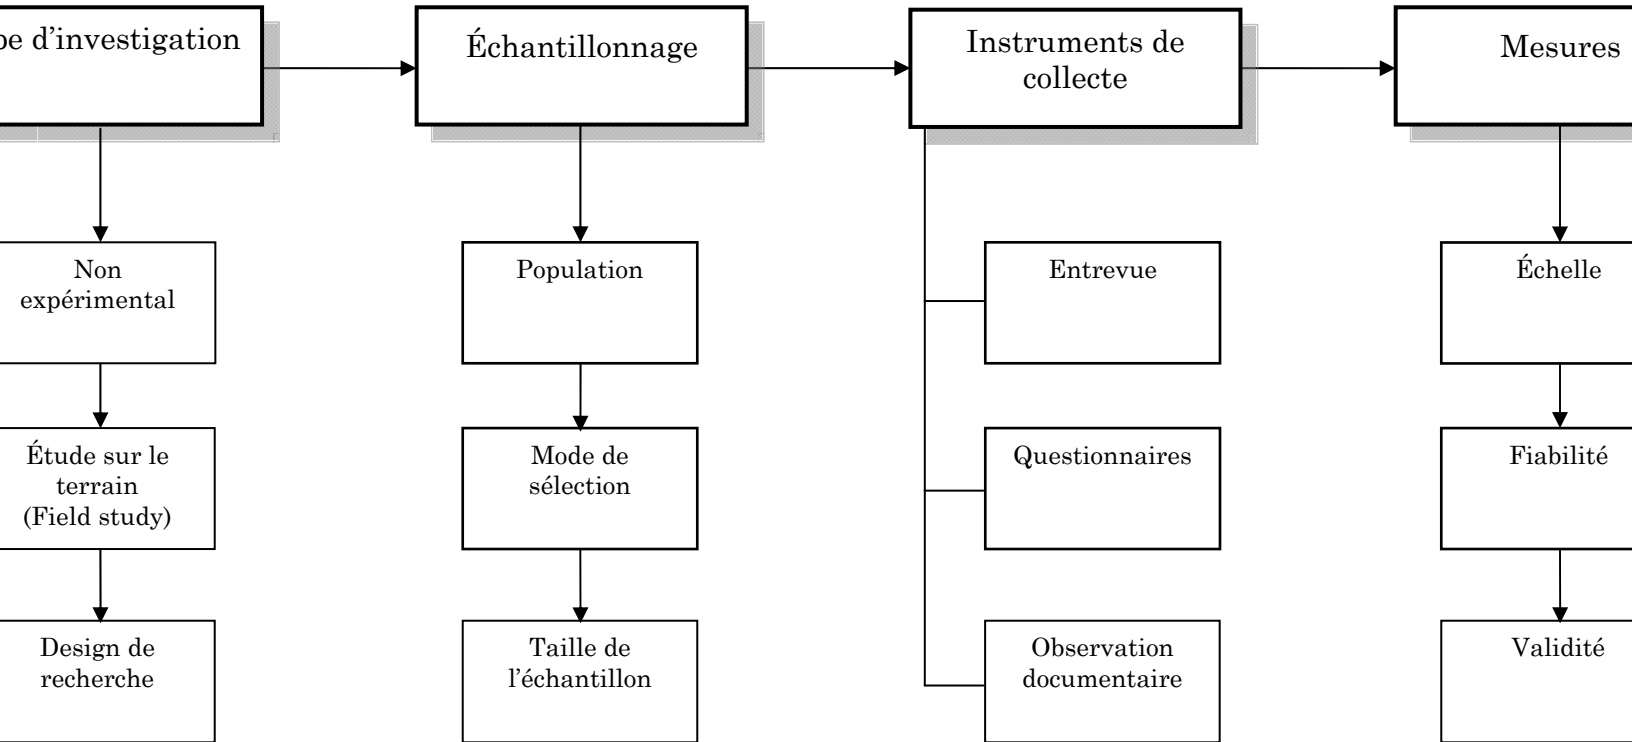 d'investigation
Échantillonnage
Instruments de
collecte
Mesures
Non
expérimental
Étude sur le
terrain
(Field study)
Design de
recherche
Population
Mode de
sélection
Taille de
l'échantillon
Entrevue
Questionnaires
Observation
documentaire
Échelle
Fiabilité
Validité